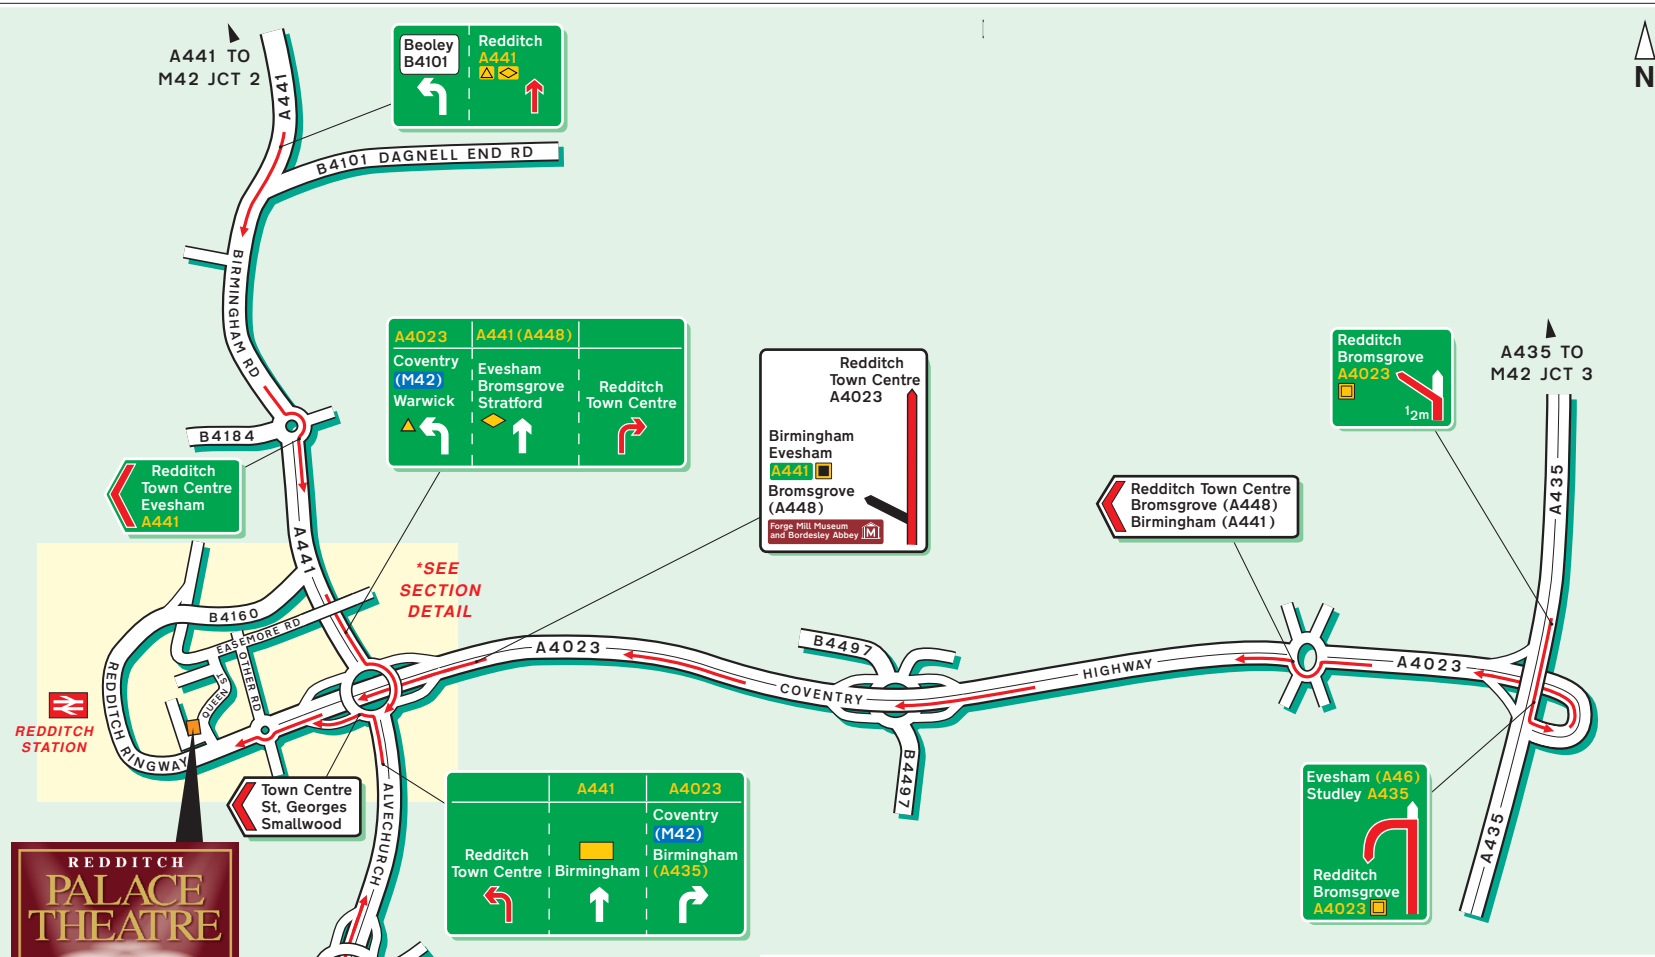 A441 TO
M42 JCT 2
A441
Beoley
B4101
Redditch
A441
N
B4101 DAGNELL END RD
BIRMINGHAM RD
A4023
Coventry
(M42)
Warwick
A441 (A448)
Evesham
Bromsgrove
Stratford
Redditch
Town Centre
Redditch
Town Centre
A4023
Birmingham
Evesham
A441
Bromsgrove
(A448)
Forge Mill Museum
and Bordesley Abbey
M
Redditch
Bromsgrove
A4023
1/2m
A435 TO
M42 JCT 3
B4184
Redditch
Town Centre
Evesham
A441
A441
Redditch Town Centre
Bromsgrove (A448)
Birmingham (A441)
A435
*SEE
SECTION
DETAIL
B4160
EASEMORE RD
OTHER RD
QUEEN ST
REDDITCH RINGWAY
REDDITCH
STATION
A4023
B4497
COVENTRY
HIGHWAY
A4023
B4497
Town Centre
St. Georges
Smallwood
ALVECHURCH
Redditch
Town Centre
A441
Birmingham
A4023
Coventry
(M42)
Birmingham
(A435)
Evesham (A46)
Studley A435
Redditch
Bromsgrove
A4023
A435
REDDITCH
PALACE
THEATRE